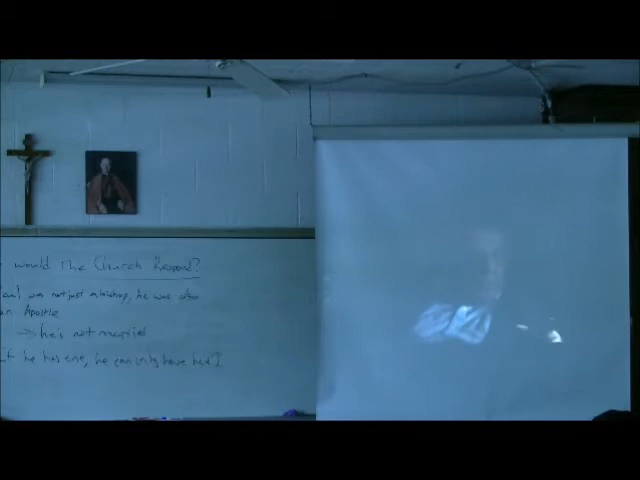 would the Church Respond?
Paul was not just a bishop, he was also
an Apostle
→ he's not married
If he has one, he can only have had 1